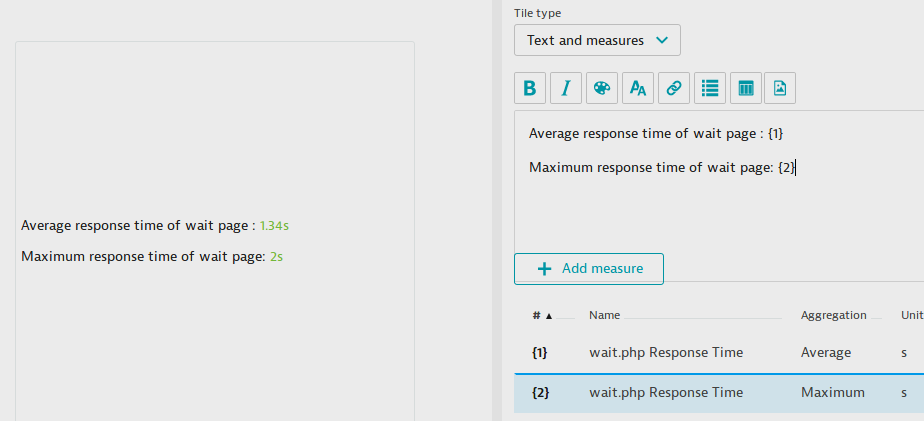 Average response time of wait page : 1.34s
Maximum response time of wait page: 2s
Tile type
Text and measures
B I AA
Average response time of wait page : {1}
Maximum response time of wait page: {2}
+ Add measure
# ▲ Name Aggregation Unit
{1} wait.php Response Time Average s
{2} wait.php Response Time Maximum s